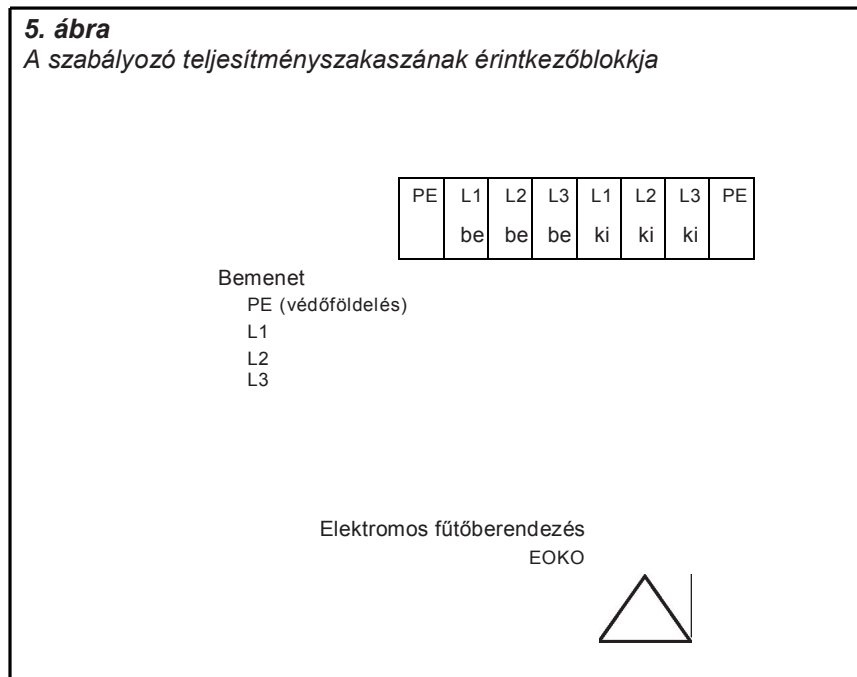 5. ábra
A szabályozó teljesítményszakaszának érintkezőblokkja
PE L1 L2 L3 L1 L2 L3 PE
be be be ki ki ki
Bemenet
PE (védőföldelés)
L1
L2
L3
Elektromos fűtőberendezés
EOKO